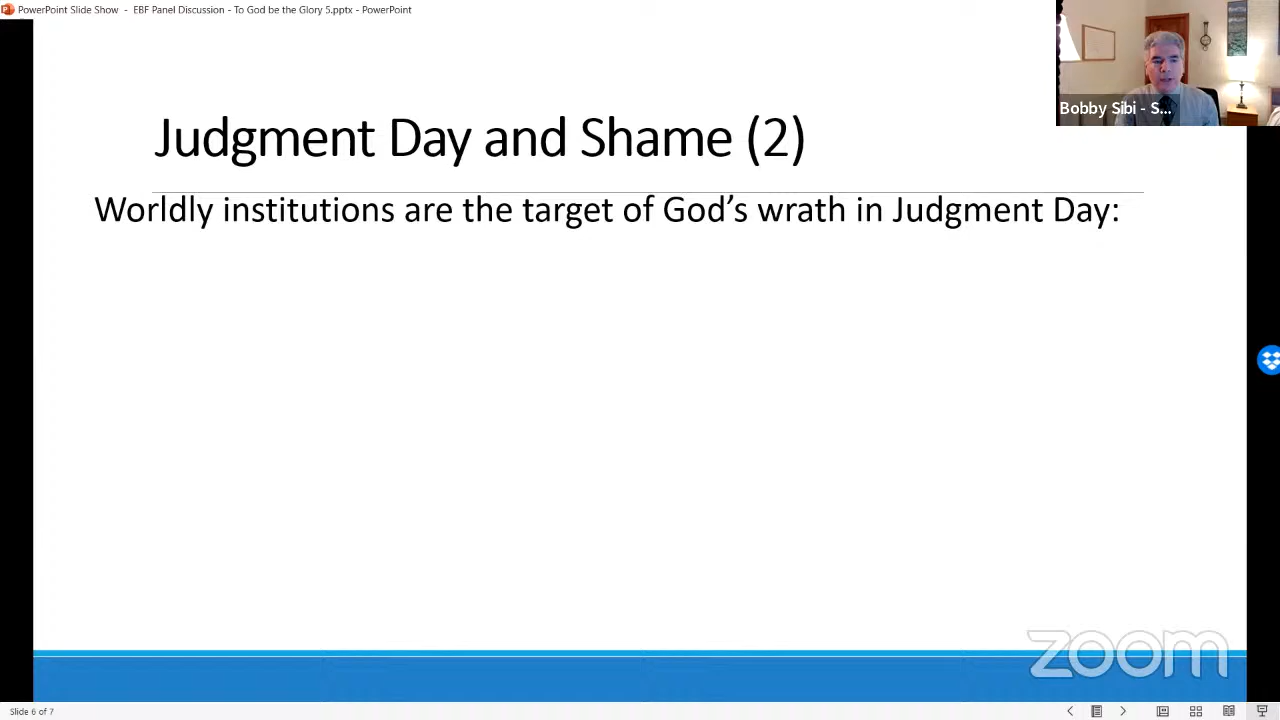 PowerPoint Slide Show - EBF Panel Discussion - To God be the Glory 5.pptx - PowerPoint
Bobby Sibi - S...
Judgment Day and Shame (2)
Worldly institutions are the target of God’s wrath in Judgment Day:
zoom
Slide 6 of 7